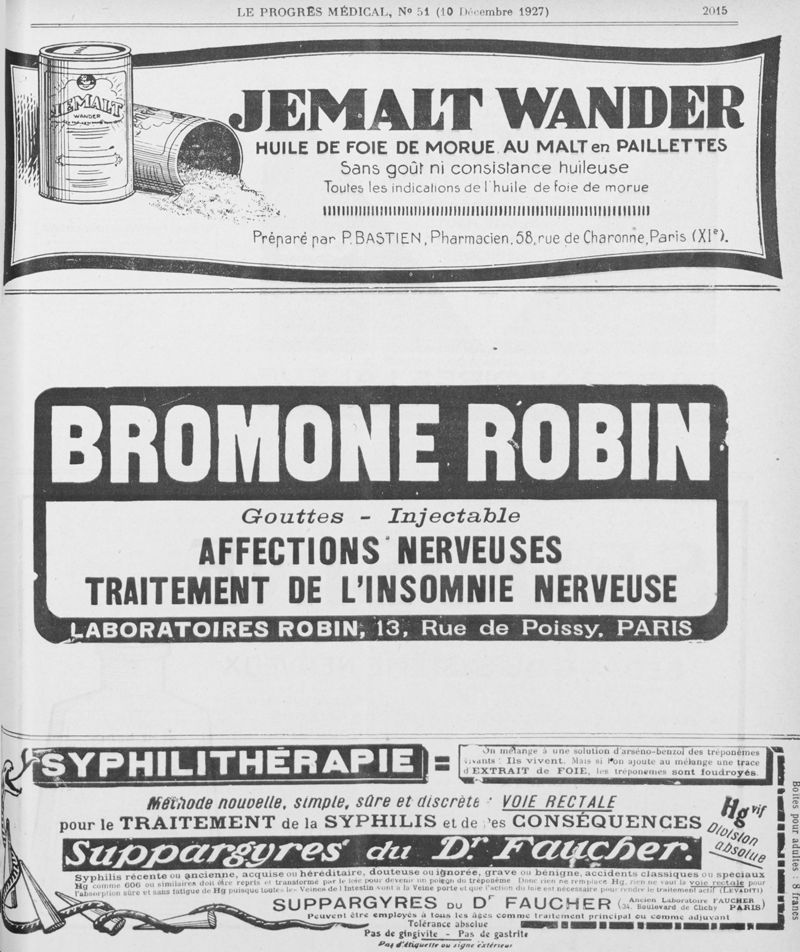 LE PROGRÈS MÉDICAL, No 51 (10 Décembre 1927) 2015
JEMALT
WANDER
JEMALT WANDER
HUILE DE FOIE DE MORUE AU MALT en PAILLETTES
Sans goût ni consistance huileuse
Toutes les indications de l'huile de foie de morue
Préparé par P. BASTIEN, Pharmacien, 58, rue de Charonne, Paris (XIe).
BROMONE ROBIN
Gouttes - Injectable
AFFECTIONS NERVEUSES
TRAITEMENT DE L'INSOMNIE NERVEUSE
LABORATOIRES ROBIN, 13, Rue de Poissy, PARIS
SYPHILITHÉRAPIE =
On mélange à une solution d'arséno-benzol des tréponèmes
vivants : Ils vivent. Mais si l'on ajoute au mélange une trace
d'EXTRAIT de FOIE, les tréponèmes sont foudroyés.
Méthode nouvelle, simple, sûre et discrète : VOIE RECTALE
pour le TRAITEMENT de la SYPHILIS et de ses CONSÉQUENCES
Hg vif
Division
absolue
Suppargyres du Dr Faucher.
Syphilis récente ou ancienne, acquise ou héréditaire, douteuse ou ignorée, grave ou bénigne, accidents classiques ou speciaux
Hg comme 606 ou similaires doit être repris et transformé par le foie pour devenir un poison du tréponème Donc rien ne remplace Hg, rien ne vaut la voie rectale pour
l'absorption sûre et sans fatigue de Hg puisque toutes les Veines de l'Intestin vont à la Veine porte et que l'action du foie est nécessaire pour rendre le traitement actif (LEVADITI)
SUPPARGYRES DU Dr FAUCHER (Ancien Laboratoire FAUCHER
34, Boulevard de Clichy PARIS)
Peuvent être employés à tous les âges comme traitement principal ou comme adjuvant
Tolérance absolue
Pas de gingivite - Pas de gastrite
Pas d'étiquette ou signe extérieur
Boîtes pour adultes : 8 francs